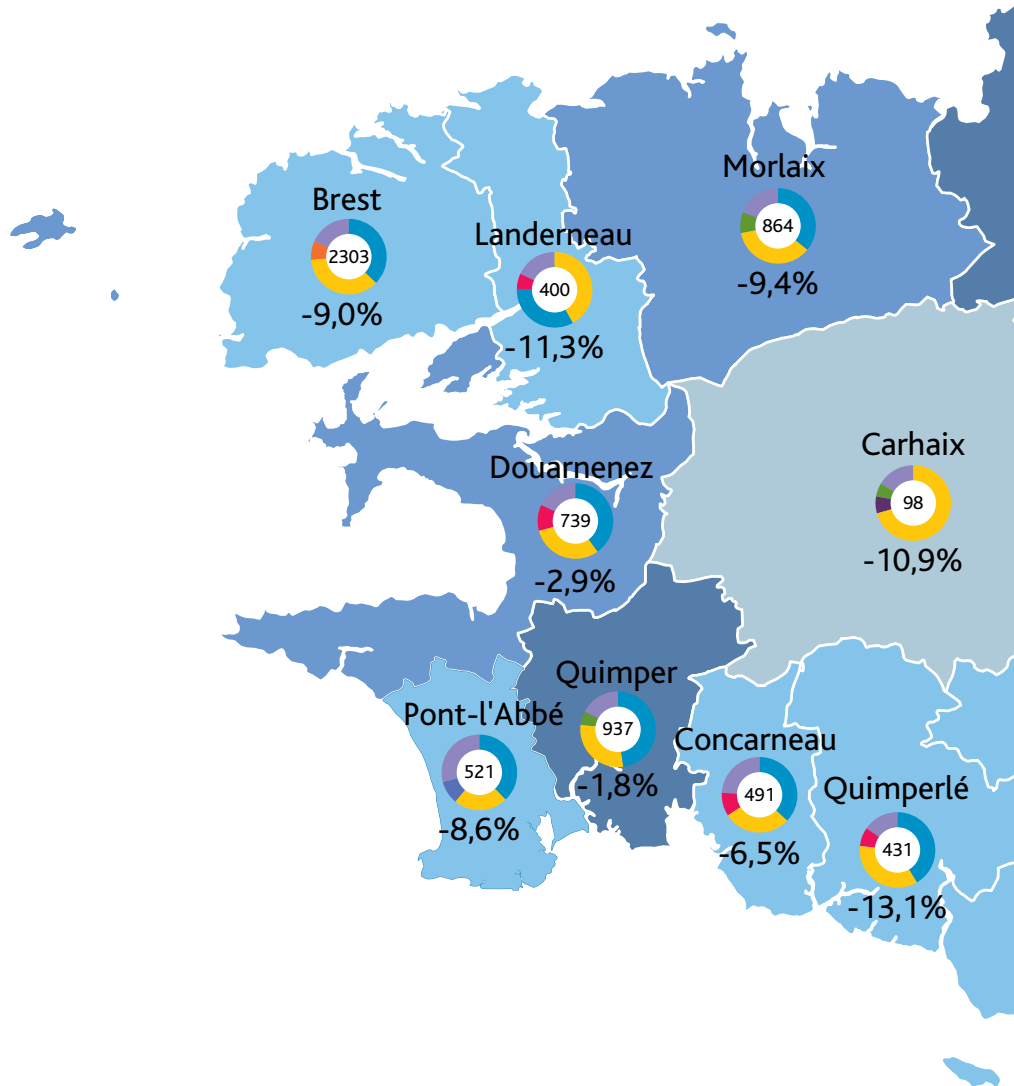 Morlaix
864
-9,4%
Brest
2303
-9,0%
Landerneau
400
-11,3%
Carhaix
98
-10,9%
Douarnenez
739
-2,9%
Quimper
937
-1,8%
Pont-l'Abbé
521
-8,6%
Concarneau
491
-6,5%
Quimperlé
431
-13,1%